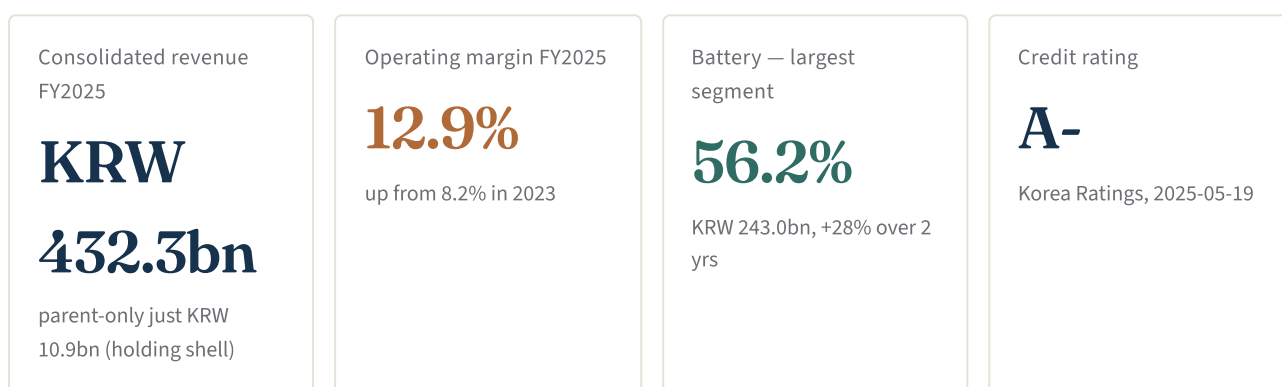 Consolidated revenue
FY2025
KRW
432.3bn
parent-only just KRW
10.9bn (holding shell)
Operating margin FY2025
12.9%
up from 8.2% in 2023
Battery — largest
segment
56.2%
KRW 243.0bn, +28% over 2
yrs
Credit rating
A-
Korea Ratings, 2025-05-19